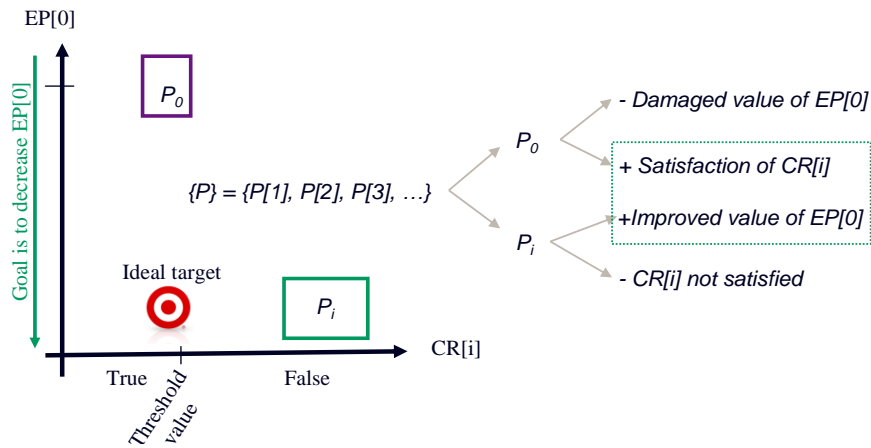 EP[0]
Goal is to decrease EP[0]
P0
- Damaged value of EP[0]
P0
+ Satisfaction of CR[i]
{P} = {P[1], P[2], P[3], …}
+Improved value of EP[0]
Pi
Ideal target
- CR[i] not satisfied
Pi
CR[i]
True
False
Threshold
value